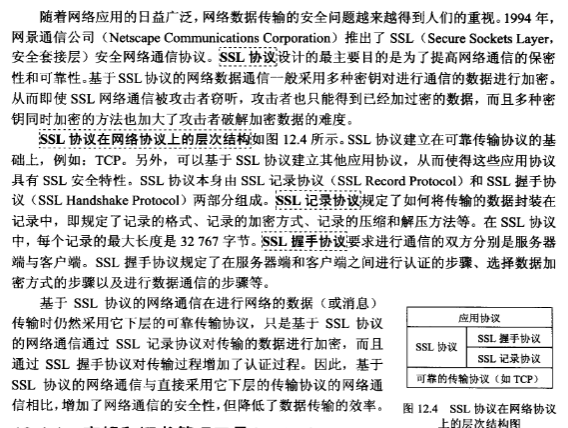 随着网络应用的日益广泛，网络数据传输的安全问题越来越得到人们的重视。1994 年，
网景通信公司（Netscape Communications Corporation）推出了 SSL（Secure Sockets Layer，
安全套接层）安全网络通信协议。SSL 协议设计的最主要目的是为了提高网络通信的保密
性和可靠性。基于 SSL 协议的网络数据通信一般采用多种密钥对进行通信的数据进行加密。
从而即使 SSL 网络通信被攻击者窃听，攻击者也只能得到已经加过密的数据，而且多种密
钥同时加密的方法也加大了攻击者破解加密数据的难度。
SSL 协议在网络协议上的层次结构如图 12.4 所示。SSL 协议建立在可靠传输协议的基
础上，例如：TCP。另外，可以基于 SSL 协议建立其他应用协议，从而使得这些应用协议
具有 SSL 安全特性。SSL 协议本身由 SSL 记录协议（SSL Record Protocol）和 SSL 握手协
议（SSL Handshake Protocol）两部分组成。SSL 记录协议规定了如何将传输的数据封装在
记录中，即规定了记录的格式、记录的加密方式、记录的压缩和解压方法等。在 SSL 协议
中，每个记录的最大长度是 32 767 字节。SSL 握手协议要求进行通信的双方分别是服务器
端与客户端。SSL 握手协议规定了在服务器端和客户端之间进行认证的步骤、选择数据加
密方式的步骤以及进行数据通信的步骤等。
基于 SSL 协议的网络通信在进行网络的数据（或消息）
传输时仍然采用它下层的可靠传输协议，只是基于 SSL 协议
的网络通信通过 SSL 记录协议对传输的数据进行加密，而且
通过 SSL 握手协议对传输过程增加了认证过程。因此，基于
SSL 协议的网络通信与直接采用它下层的传输协议的网络通
信相比，增加了网络通信的安全性，但降低了数据传输的效率。
应用协议
SSL 协议
SSL 握手协议
SSL 记录协议
可靠的传输协议（如 TCP）
图 12.4 SSL 协议在网络协议
上的层次结构图